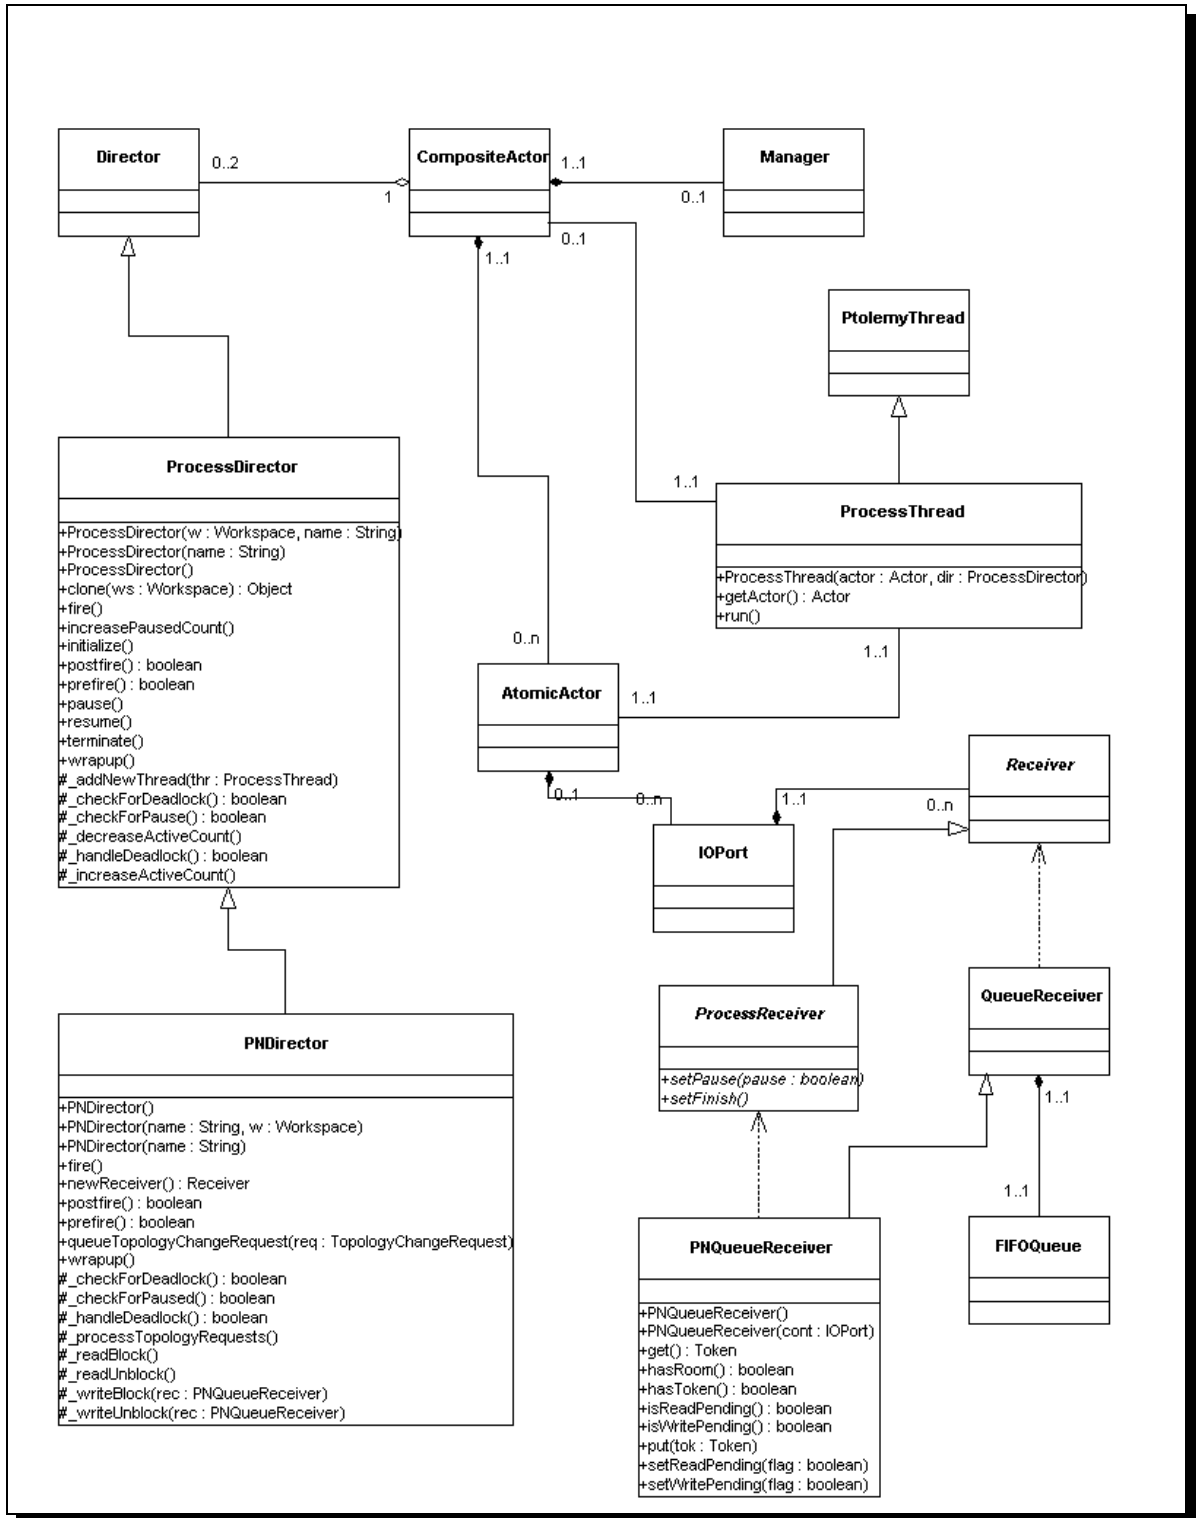 Director
0..2
1
CompositeActor
1..1
0..1
Manager
0..1
1..1
PtolemyThread
ProcessDirector
+ProcessDirector(w : Workspace, name : String)
+ProcessDirector(name : String)
+ProcessDirector()
+clone(ws : Workspace) : Object
+fire()
+increasePausedCount()
+initialize()
+postfire() : boolean
+prefire() : boolean
+pause()
+resume()
+terminate()
+wrapup()
#_addNewThread(thr : ProcessThread)
#_checkForDeadlock() : boolean
#_checkForPause() : boolean
#_decreaseActiveCount()
#_handleDeadlock() : boolean
#_increaseActiveCount()
1..1
ProcessThread
+ProcessThread(actor : Actor, dir : ProcessDirector)
+getActor() : Actor
+run()
0..n
1..1
AtomicActor
1..1
0..1
0..n
1..1
0..n
Receiver
IOPort
PNDirector
+PNDirector()
+PNDirector(name : String, w : Workspace)
+PNDirector(name : String)
+fire()
+newReceiver() : Receiver
+postfire() : boolean
+prefire() : boolean
+queueTopologyChangeRequest(req : TopologyChangeRequest)
+wrapup()
#_checkForDeadlock() : boolean
#_checkForPaused() : boolean
#_handleDeadlock() : boolean
#_processTopologyRequests()
#_readBlock()
#_readUnblock()
#_writeBlock(rec : PNQueueReceiver)
#_writeUnblock(rec : PNQueueReceiver)
ProcessReceiver
+setPause(pause : boolean)
+setFinish()
QueueReceiver
1..1
1..1
PNQueueReceiver
+PNQueueReceiver()
+PNQueueReceiver(cont : IOPort)
+get() : Token
+hasRoom() : boolean
+hasToken() : boolean
+isReadPending() : boolean
+isWritePending() : boolean
+put(tok : Token)
+setReadPending(flag : boolean)
+setWritePending(flag : boolean)
FIFOQueue